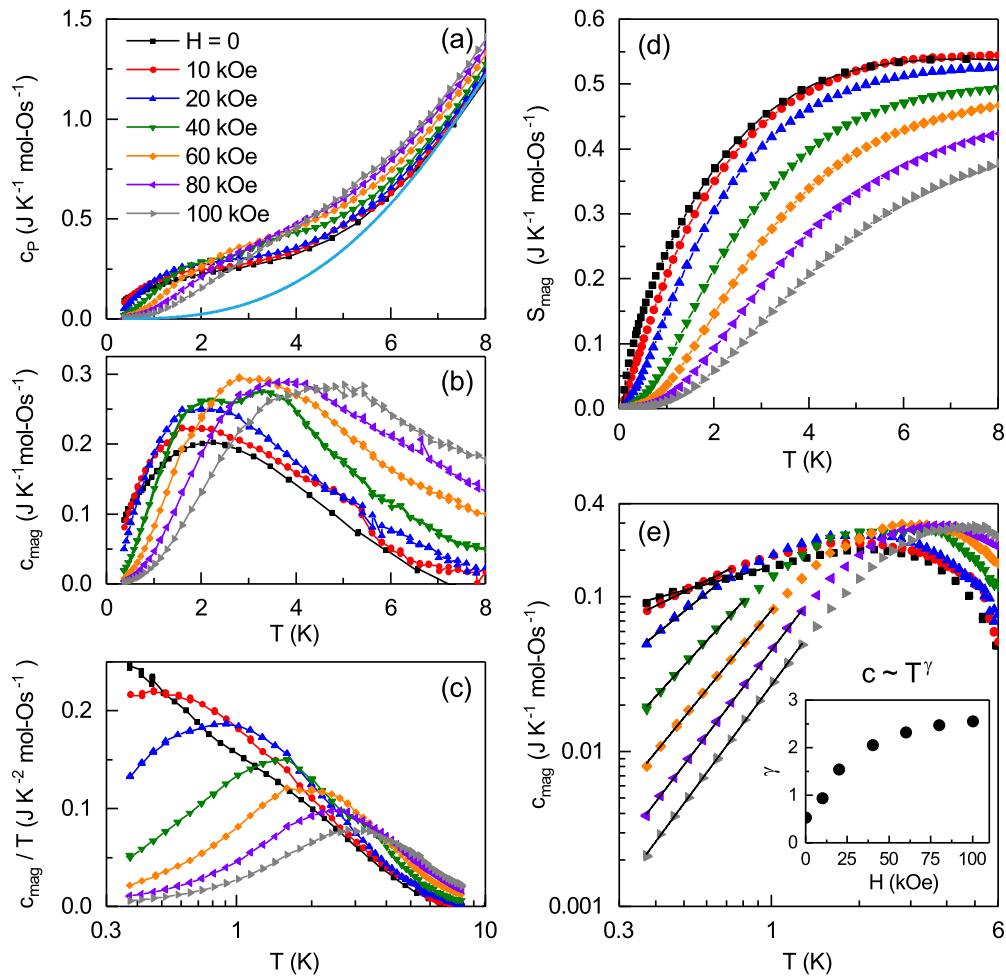 (a)
H = 0
10 kOe
20 kOe
40 kOe
60 kOe
80 kOe
100 kOe
1.5
1.0
0.5
0.0
c_P (J K⁻¹ mol-Os⁻¹)
0 2 4 6 8
(b)
0.3
0.2
0.1
0.0
c_mag (J K⁻¹mol-Os⁻¹)
0 2 4 6 8
T (K)
(c)
0.2
0.1
0.0
c_mag / T (J K⁻² mol-Os⁻¹)
0.3 1 10
T (K)
(d)
0.6
0.5
0.4
0.3
0.2
0.1
0.0
S_mag (J K⁻¹ mol-Os⁻¹)
0 2 4 6 8
T (K)
(e)
0.4
0.1
0.01
0.001
c_mag (J K⁻¹ mol-Os⁻¹)
c ~ T^γ
3
2
1
0
γ
0 25 50 75 100
H (kOe)
0.3 1 6
T (K)